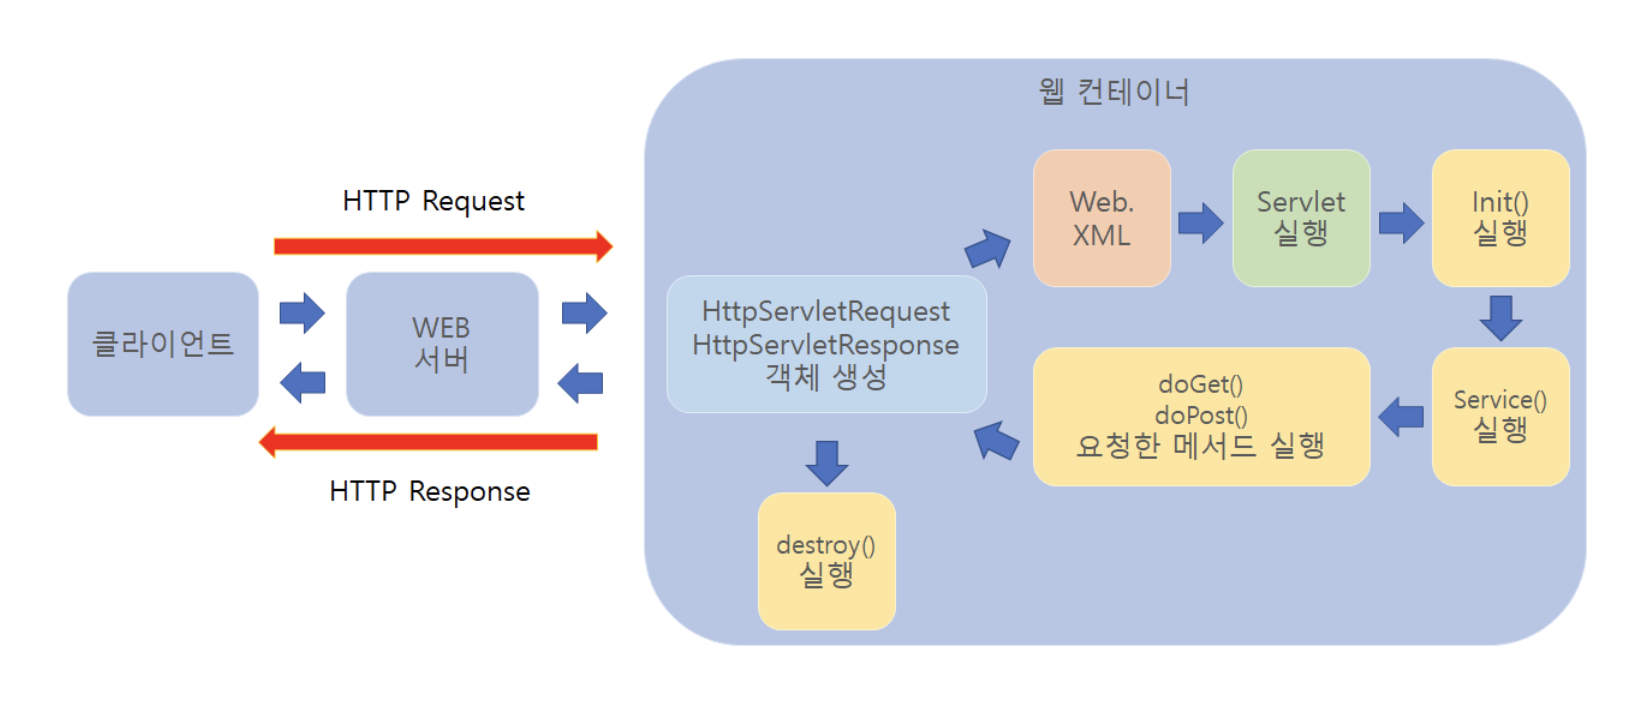 웹 컨테이너
HTTP Request
클라이언트
WEB
서버
HTTP Response
HttpServletRequest
HttpServletResponse
객체 생성
Web.
XML
Servlet
실행
Init()
실행
Service()
실행
doGet()
doPost()
요청한 메서드 실행
destroy()
실행